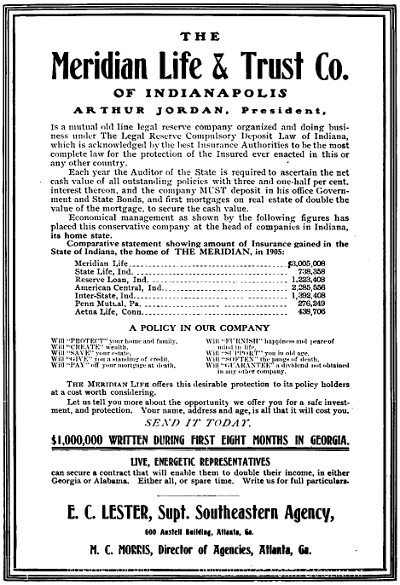 THE
Meridian Life & Trust Co.
OF INDIANAPOLIS
ARTHUR JORDAN, President,
Is a mutual old line legal reserve company organized and doing busi-
ness under The Legal Reserve Compulsory Deposit Law of Indiana,
which is acknowledged by the best Insurance Authorities to be the most
complete law for the protection of the Insured ever enacted in this or
any other country.
Each year the Auditor of the State is required to ascertain the net
cash value of all outstanding policies with three and one-half per cent.
interest thereon, and the company MUST deposit in his office Govern-
ment and State Bonds, and first mortgages on real estate of double the
value of the mortgage, to secure the cash value.
Economical management as shown by the following figures has
placed this conservative company at the head of companies in Indiana,
its home state.
Comparative statement showing amount of Insurance gained in the
State of Indiana, the home of THE MERIDIAN, in 1905:
Meridian Life $3,005,008
State Life, Ind. 738,358
Reserve Loan, Ind. 1,223,408
American Central, Ind. 2,285,556
Inter-State, Ind. 1,392,468
Penn Mutual, Pa. 276,249
Aetna Life, Conn. 438,706
A POLICY IN OUR COMPANY
Will "PROTECT" your home and family.
Will "CREATE" wealth.
Will "SAVE" your estate.
Will "GIVE" you a standing of credit.
Will "PAY" off your mortgage at death.
Will "FURNISH" happiness and peace of
mind in life.
Will "SUPPORT" you in old age.
Will "SOFTEN" the pangs of death.
Will "GUARANTEE" a dividend not obtained
in any other company.
THE MERIDIAN LIFE offers this desirable protection to its policy holders
at a cost worth considering.
Let us tell you more about the opportunity we offer you for a safe invest-
ment, and protection. Your name, address and age, is all that it will cost you.
SEND IT TODAY.
$1,000,000 WRITTEN DURING FIRST EIGHT MONTHS IN GEORGIA.
LIVE, ENERGETIC REPRESENTATIVES
can secure a contract that will enable them to double their income, in either
Georgia or Alabama. Either all, or spare time. Write us for full particulars.
E. C. LESTER, Supt. Southeastern Agency,
600 Austell Building, Atlanta, Ga.
M. C. MORRIS, Director of Agencies, Atlanta, Ga.